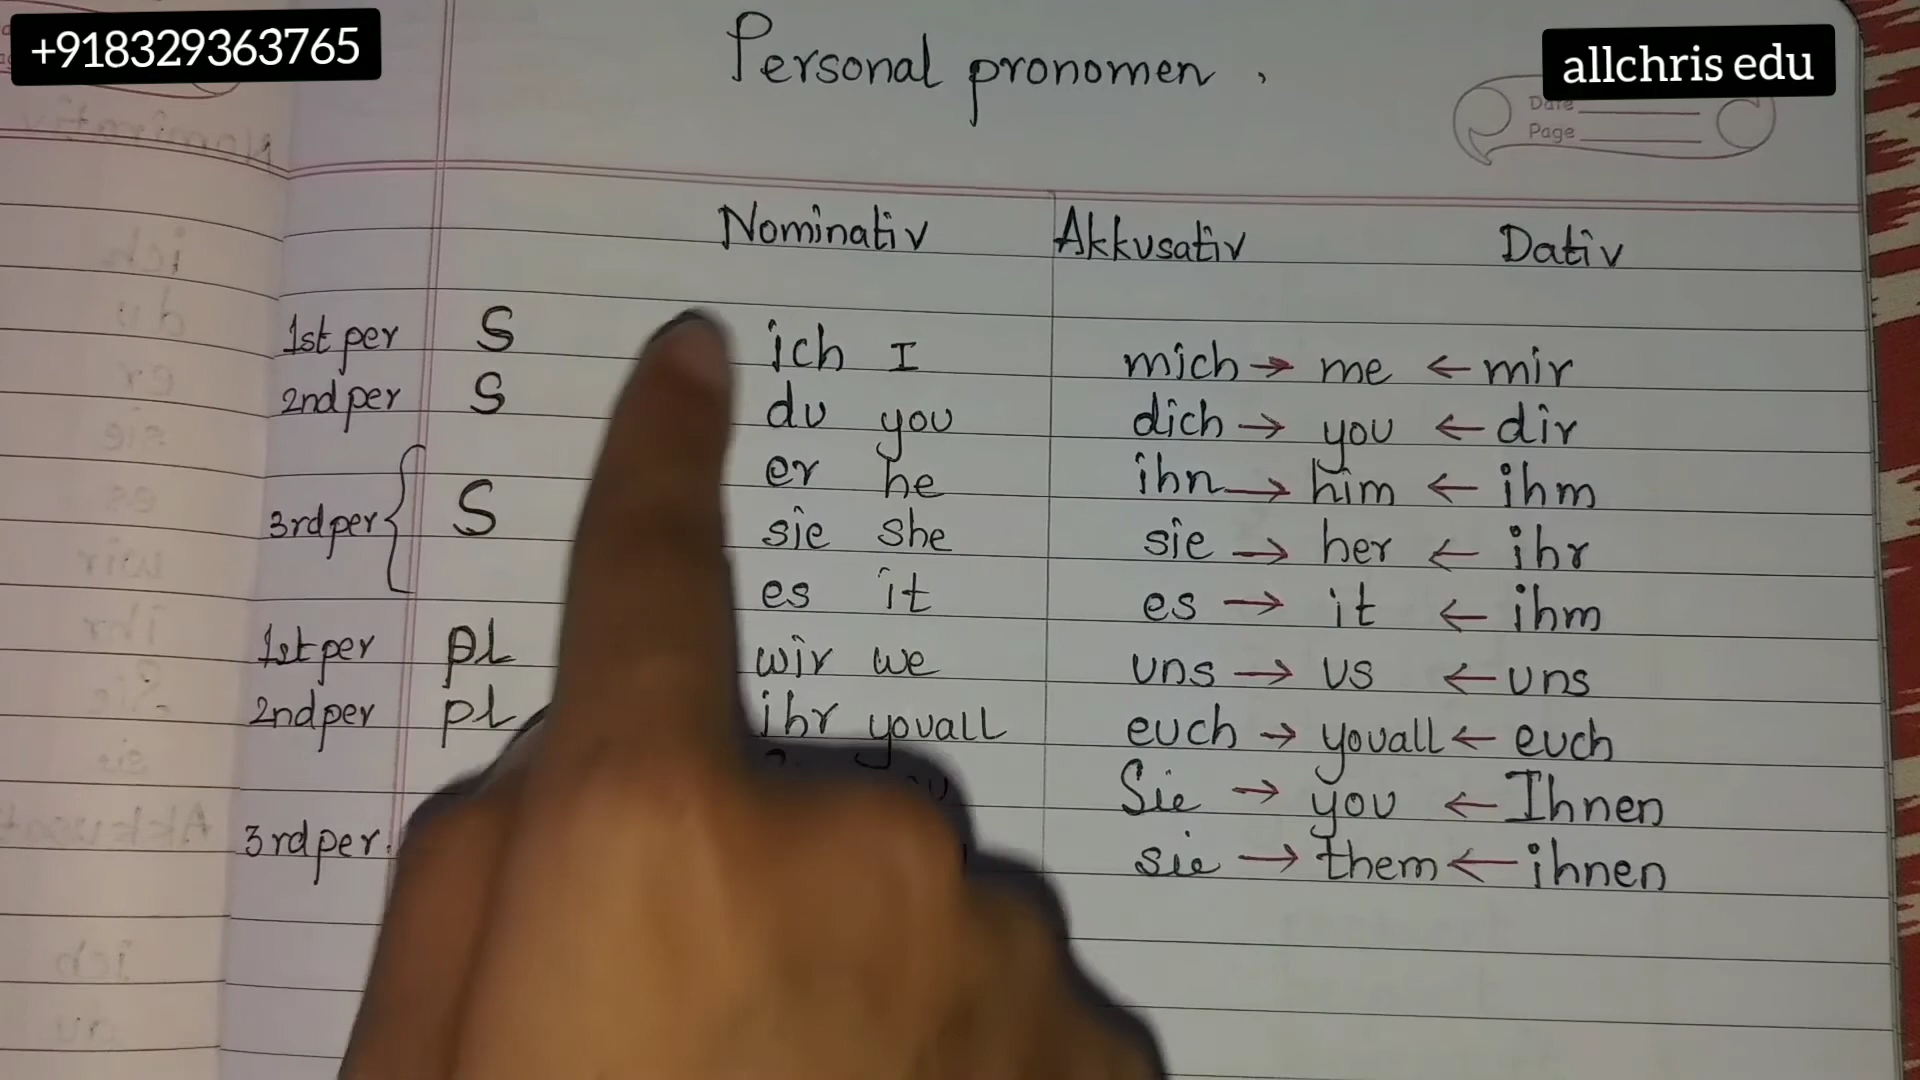 +918329363765
allchris edu
Personal pronomen .
Date
Page
Nominativ Akkusativ Dativ
1st per S ich I mich → me ← mir
2nd per S du you dich → you ← dir
3rd per { S er he ihn → him ← ihm
sie she sie → her ← ihr
es it es → it ← ihm
1st per pl wir we uns → us ← uns
2nd per pl ihr youall euch → youall ← euch
Sie → you ← Ihnen
3rd per. sie → them ← ihnen